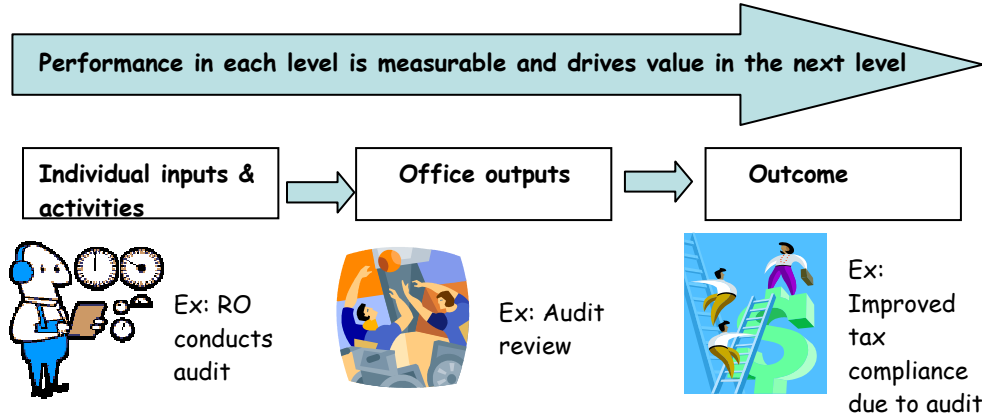 Performance in each level is measurable and drives value in the next level
Individual inputs &
activities
Office outputs
Outcome
Ex: RO
conducts
audit
Ex: Audit
review
Ex:
Improved
tax
compliance
due to audit